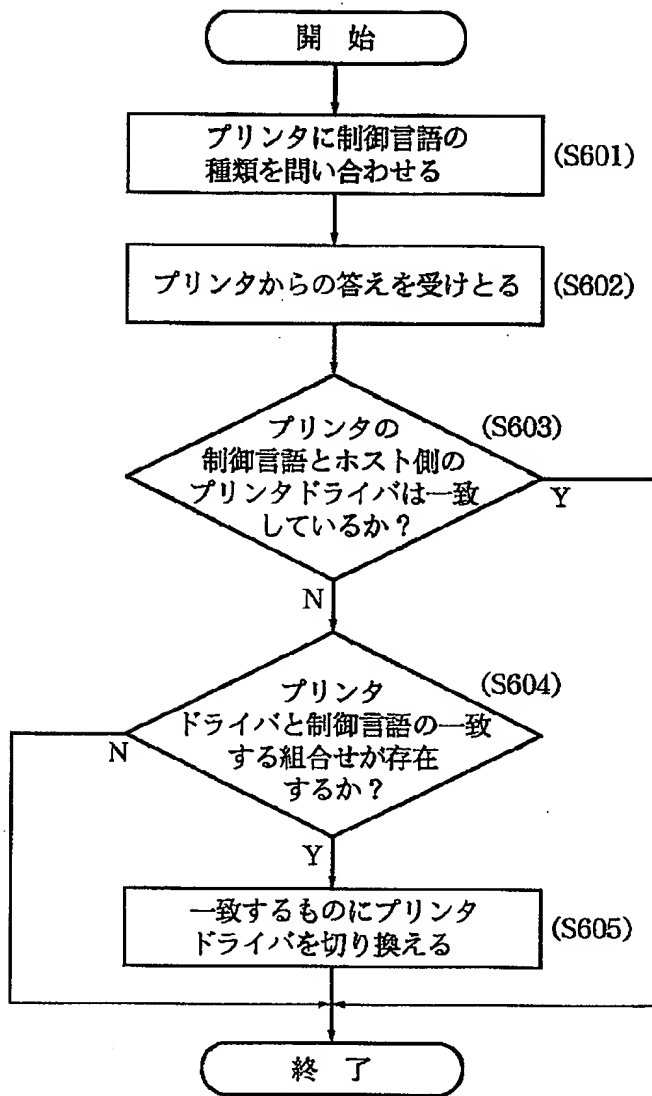 開 始
プリンタに制御言語の
種類を問い合わせる
(S601)
プリンタからの答えを受けとる
(S602)
プリンタの
制御言語とホスト側の
プリンタドライバは一致
しているか？
(S603)
Y
N
プリンタ
ドライバと制御言語の一致
する組合せが存在
するか？
(S604)
N
Y
一致するものにプリンタ
ドライバを切り換える
(S605)
終 了